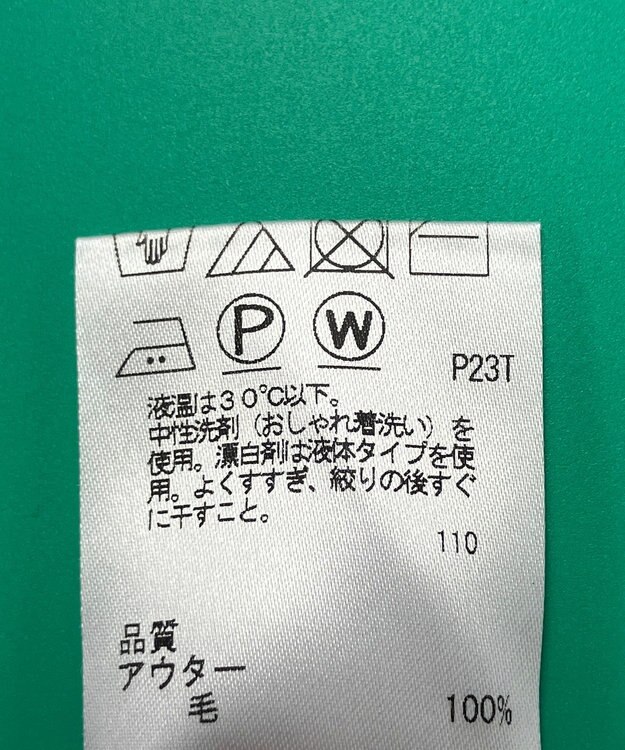 P W P23T
液温は30℃以下。
中性洗剤（おしゃれ着洗い）を
使用。漂白剤は液体タイプを使
用。よくすすぎ、絞りの後すぐ
に干すこと。
110
品質
アウター
毛 100%